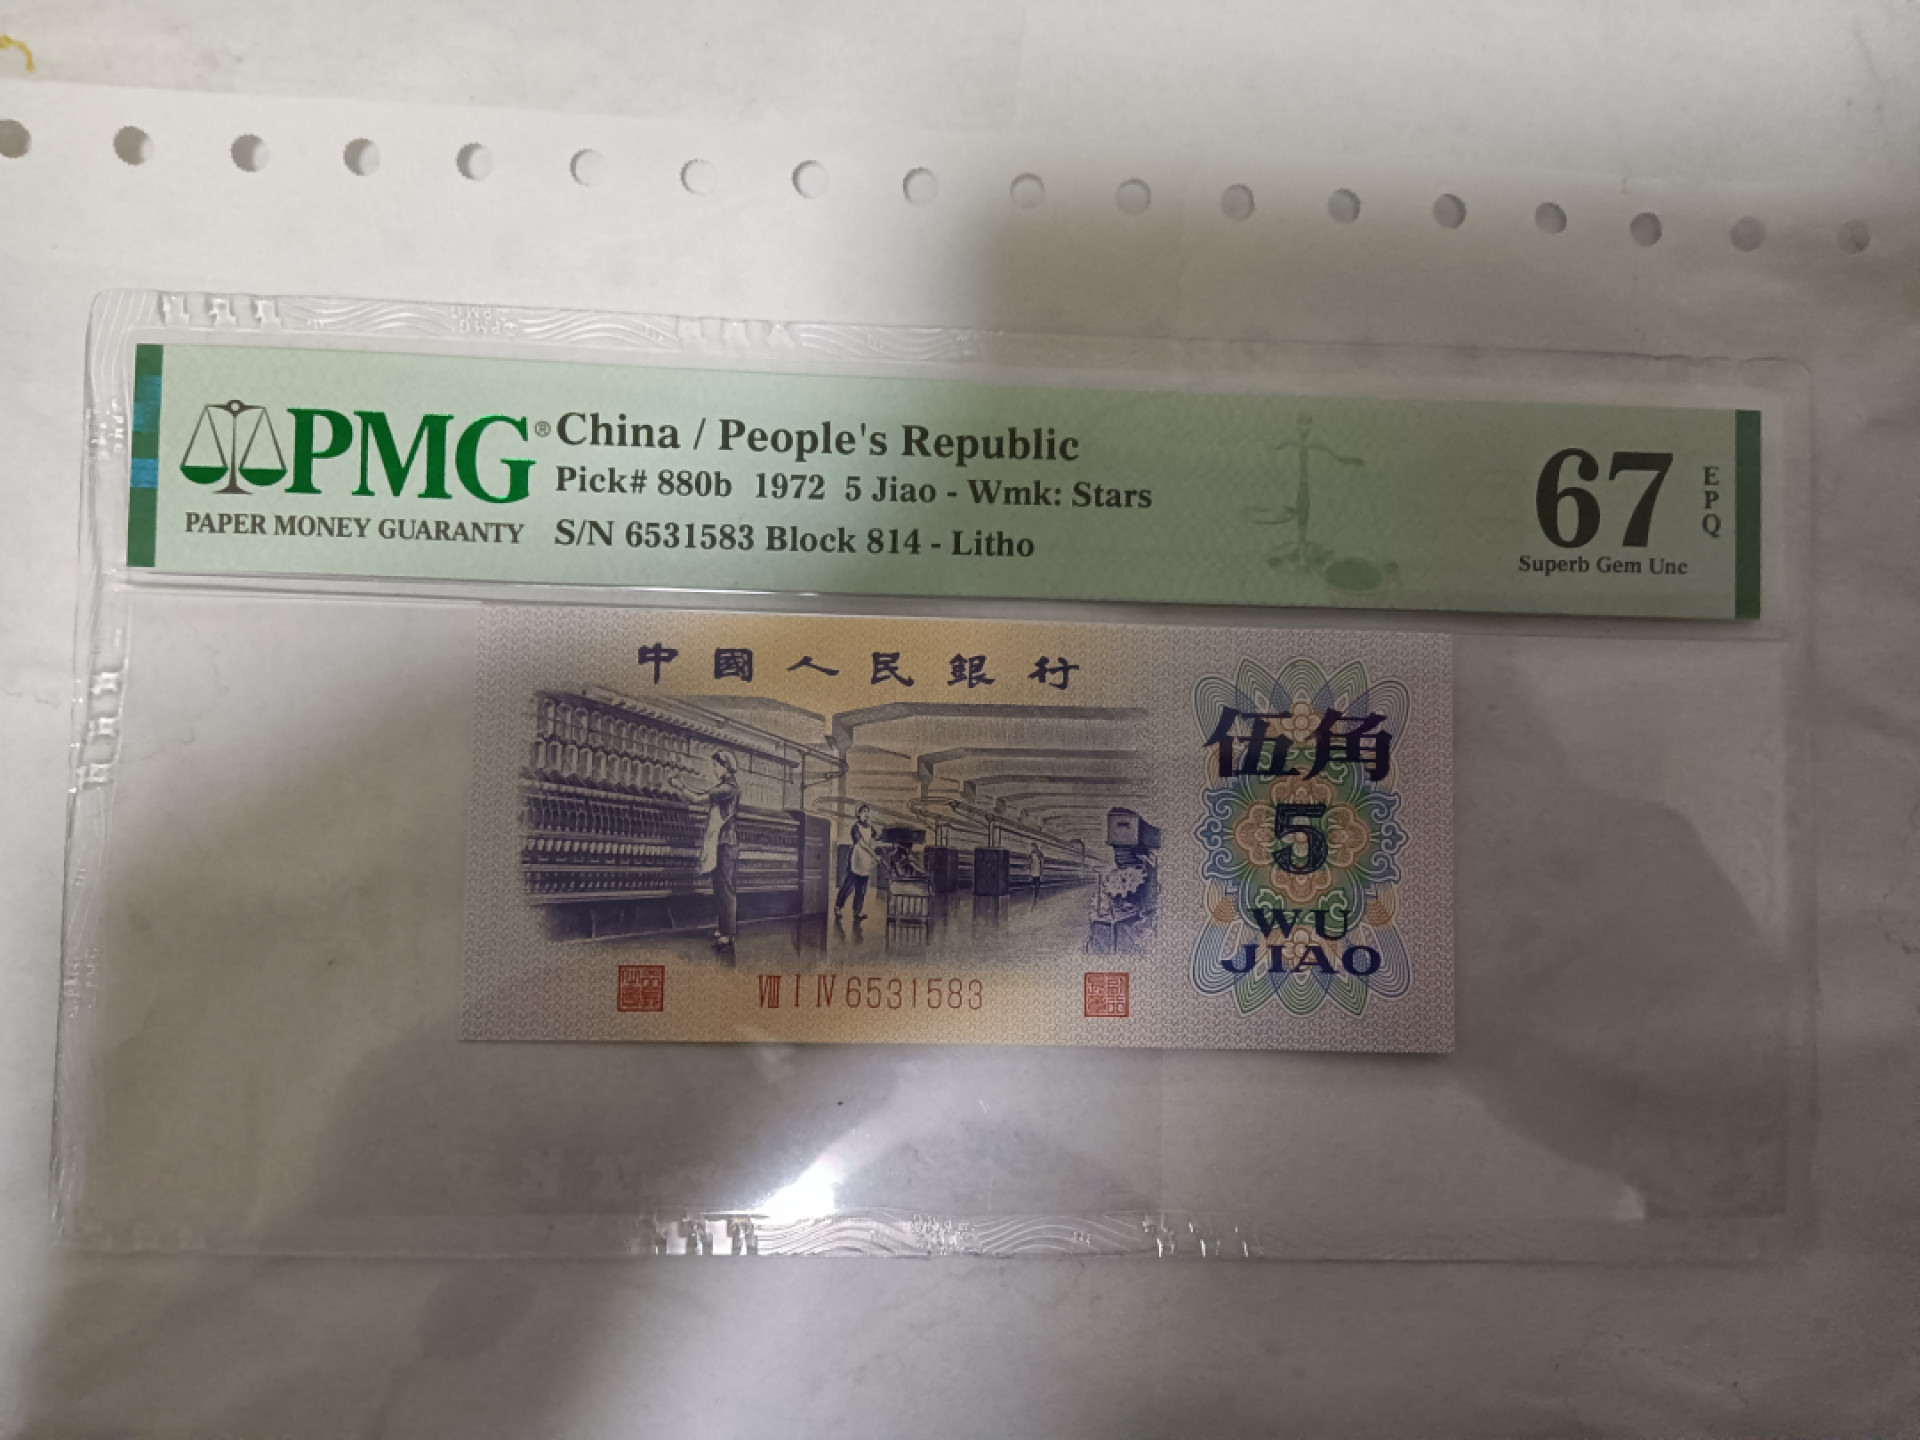 PMG®
PAPER MONEY GUARANTY
China / People's Republic
Pick# 880b 1972 5 Jiao - Wmk: Stars
S/N 6531583 Block 814 - Litho
67
EPQ
Superb Gem Unc
中國人民銀行
伍角
5
WU
JIAO
VIII I IV 6531583